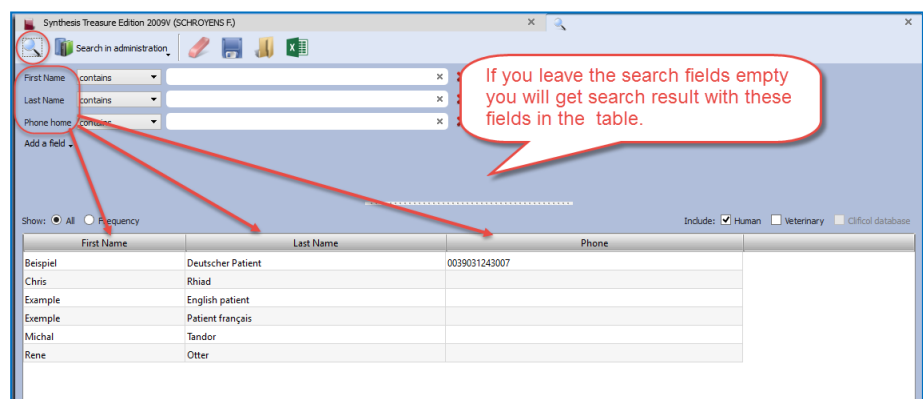 Synthesis Treasure Edition 2009V (SCHROYENS F.)
Search in administration
First Name contains
Last Name contains
Phone home contains
Add a field
If you leave the search fields empty
you will get search result with these
fields in the table.
Show: All Frequency Include: Human Veterinary Clificol database
First Name Last Name Phone
Beispiel Deutscher Patient 0039031243007
Chris Rhiad
Example English patient
Exemple Patient français
Michal Tandor
Rene Otter